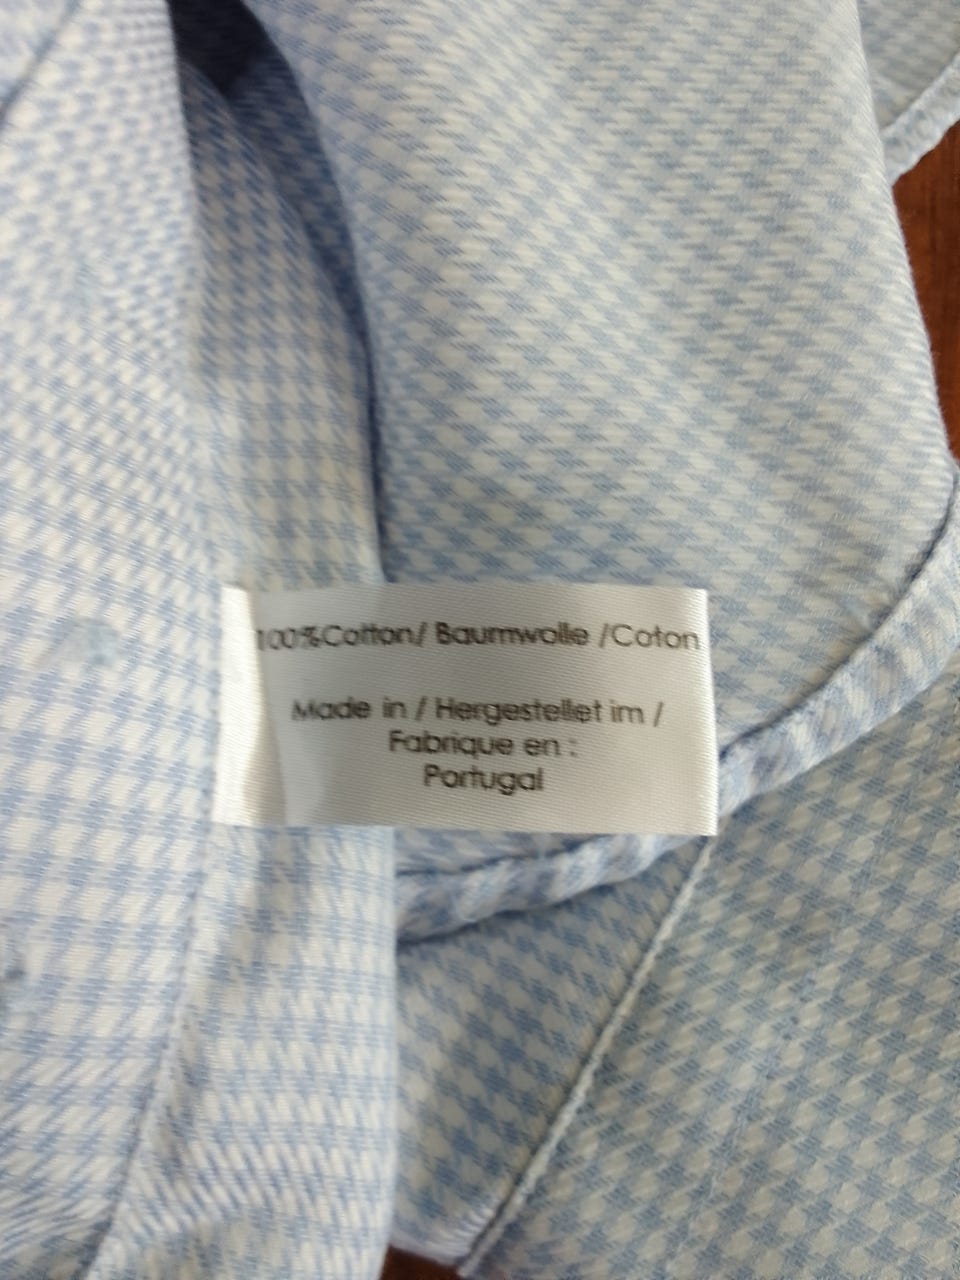 100%Cotton/ Baumwolle /Coton
Made in / Hergestellet im /
Fabrique en :
Portugal